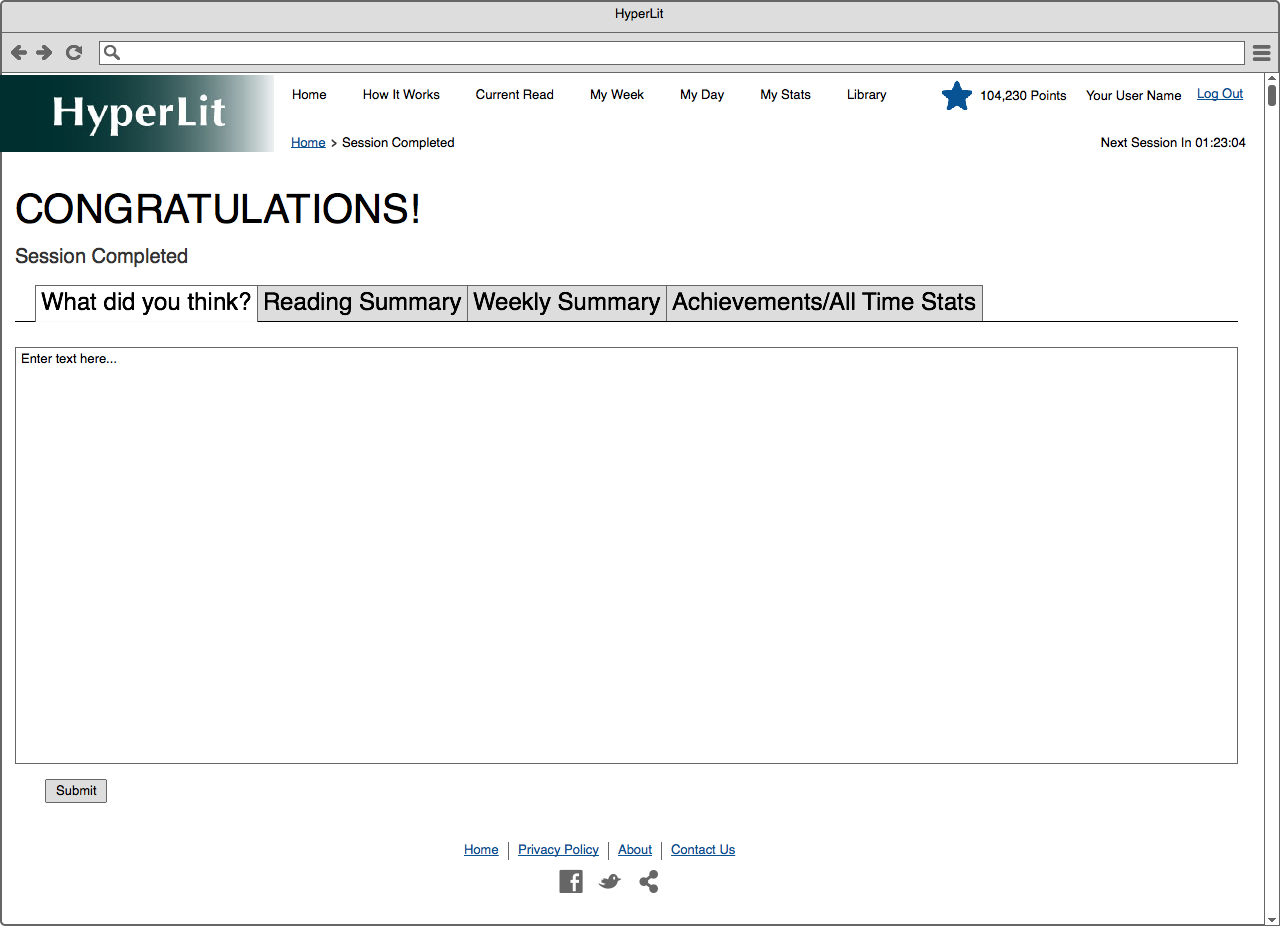 HyperLit
HyperLit
Home How It Works Current Read My Week My Day My Stats Library 104,230 Points Your User Name Log Out
Home > Session Completed Next Session In 01:23:04
CONGRATULATIONS!
Session Completed
What did you think? Reading Summary Weekly Summary Achievements/All Time Stats
Enter text here...
Submit
Home Privacy Policy About Contact Us